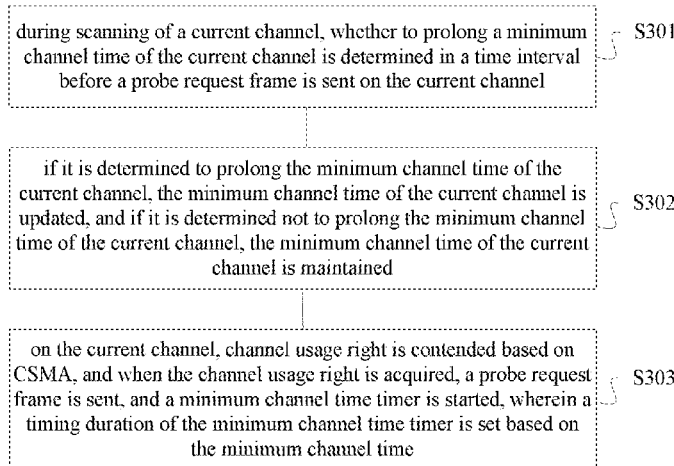 during scanning of a current channel, whether to prolong a minimum
channel time of the current channel is determined in a time interval
before a probe request frame is sent on the current channel
S301
if it is determined to prolong the minimum channel time of the
current channel, the minimum channel time of the current channel is
updated, and if it is determined not to prolong the minimum channel
time of the current channel, the minimum channel time of the current
channel is maintained
S302
on the current channel, channel usage right is contended based on
CSMA, and when the channel usage right is acquired, a probe request
frame is sent, and a minimum channel time timer is started, wherein a
timing duration of the minimum channel time timer is set based on
the minimum channel time
S303